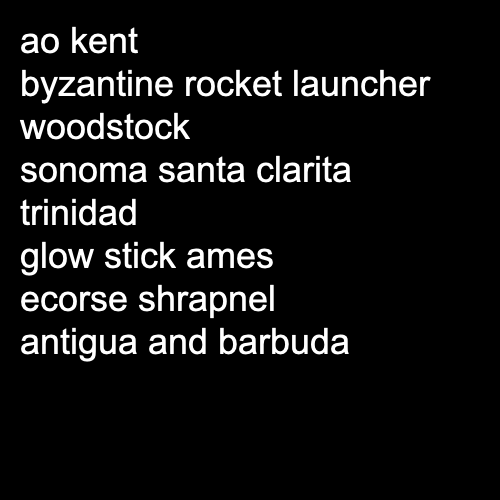 ao kent
byzantine rocket launcher
woodstock
sonoma santa clarita
trinidad
glow stick ames
ecorse shrapnel
antigua and barbuda